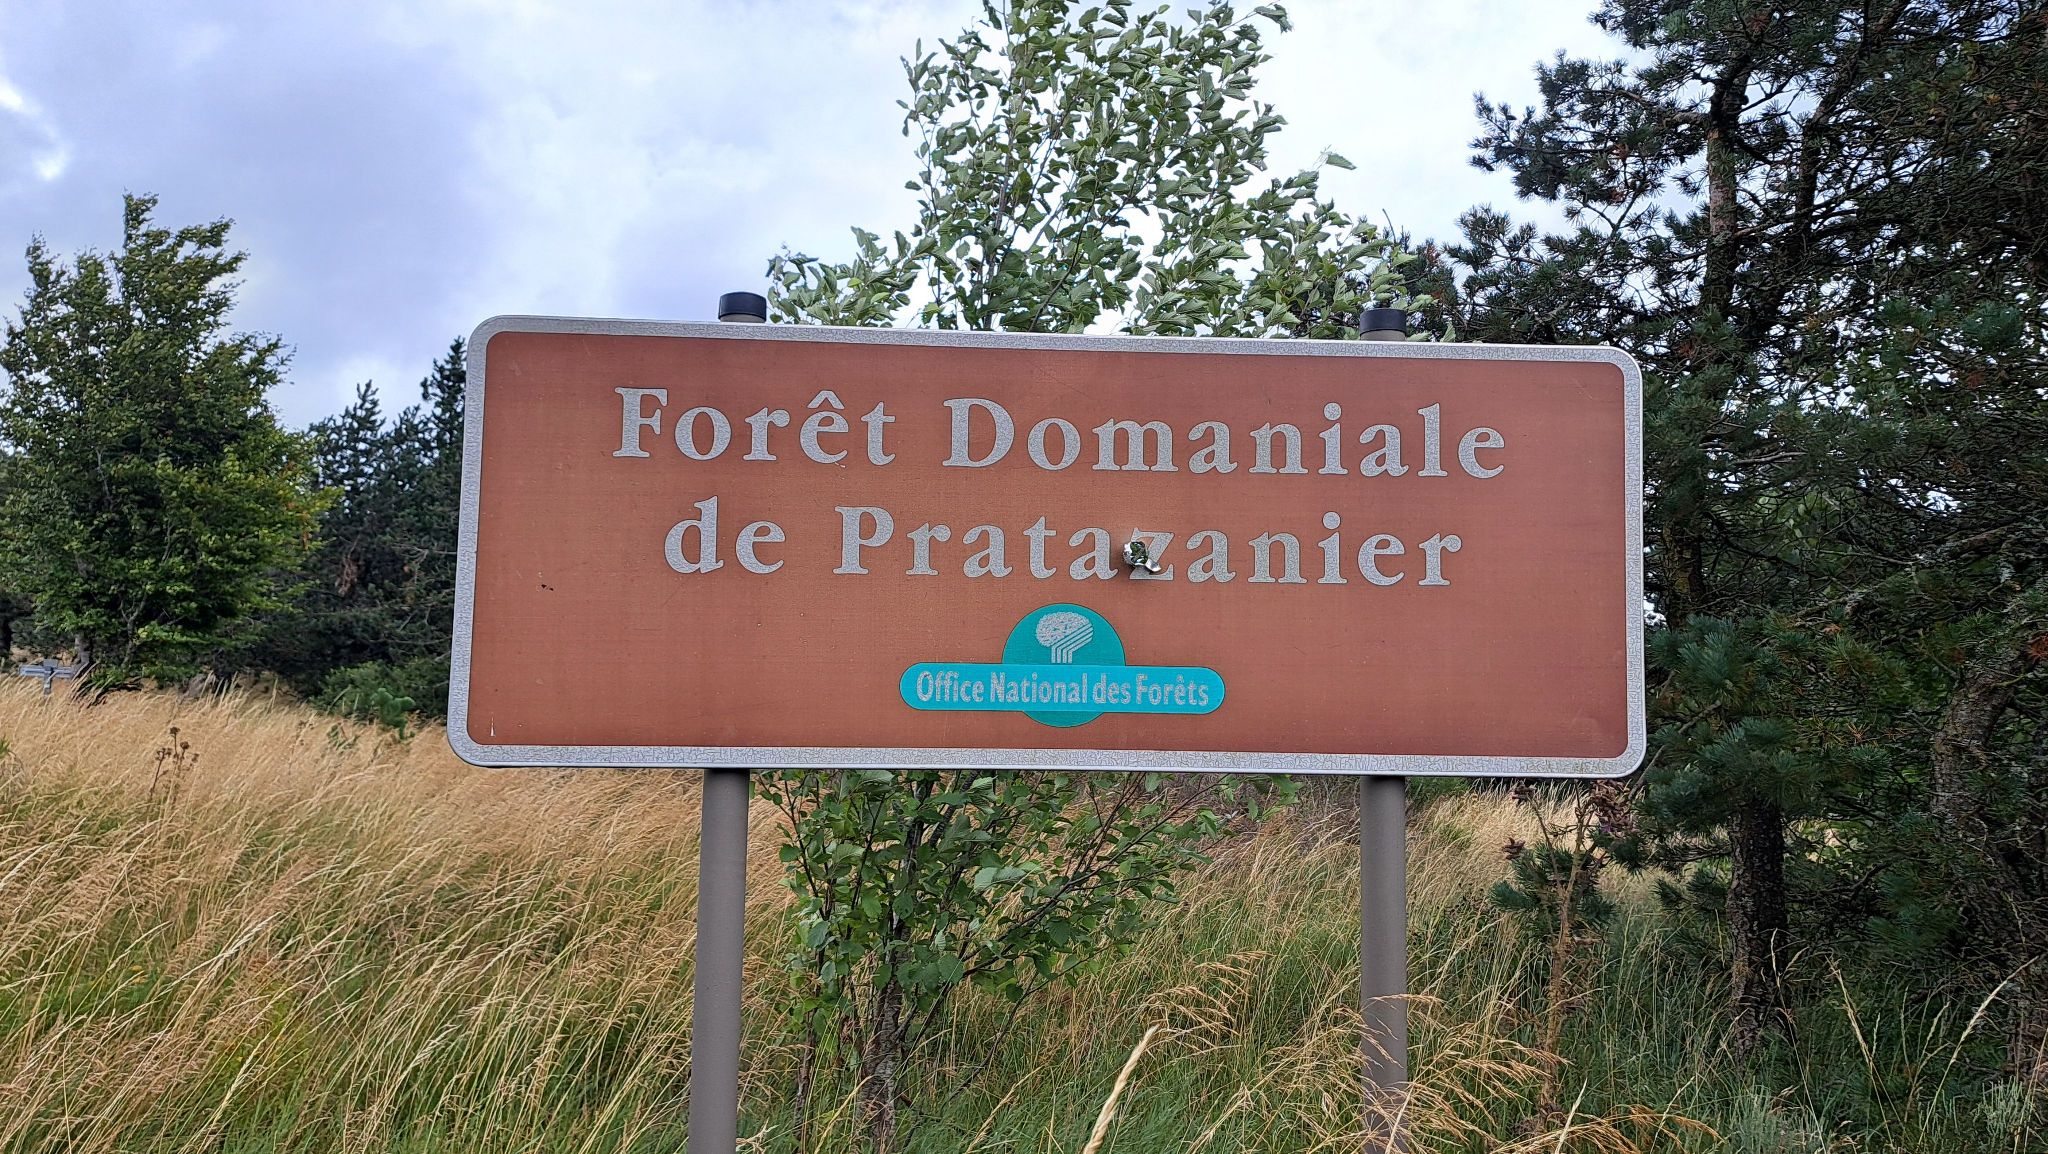 Forêt Domaniale
de Pratazanier
Office National des Forêts